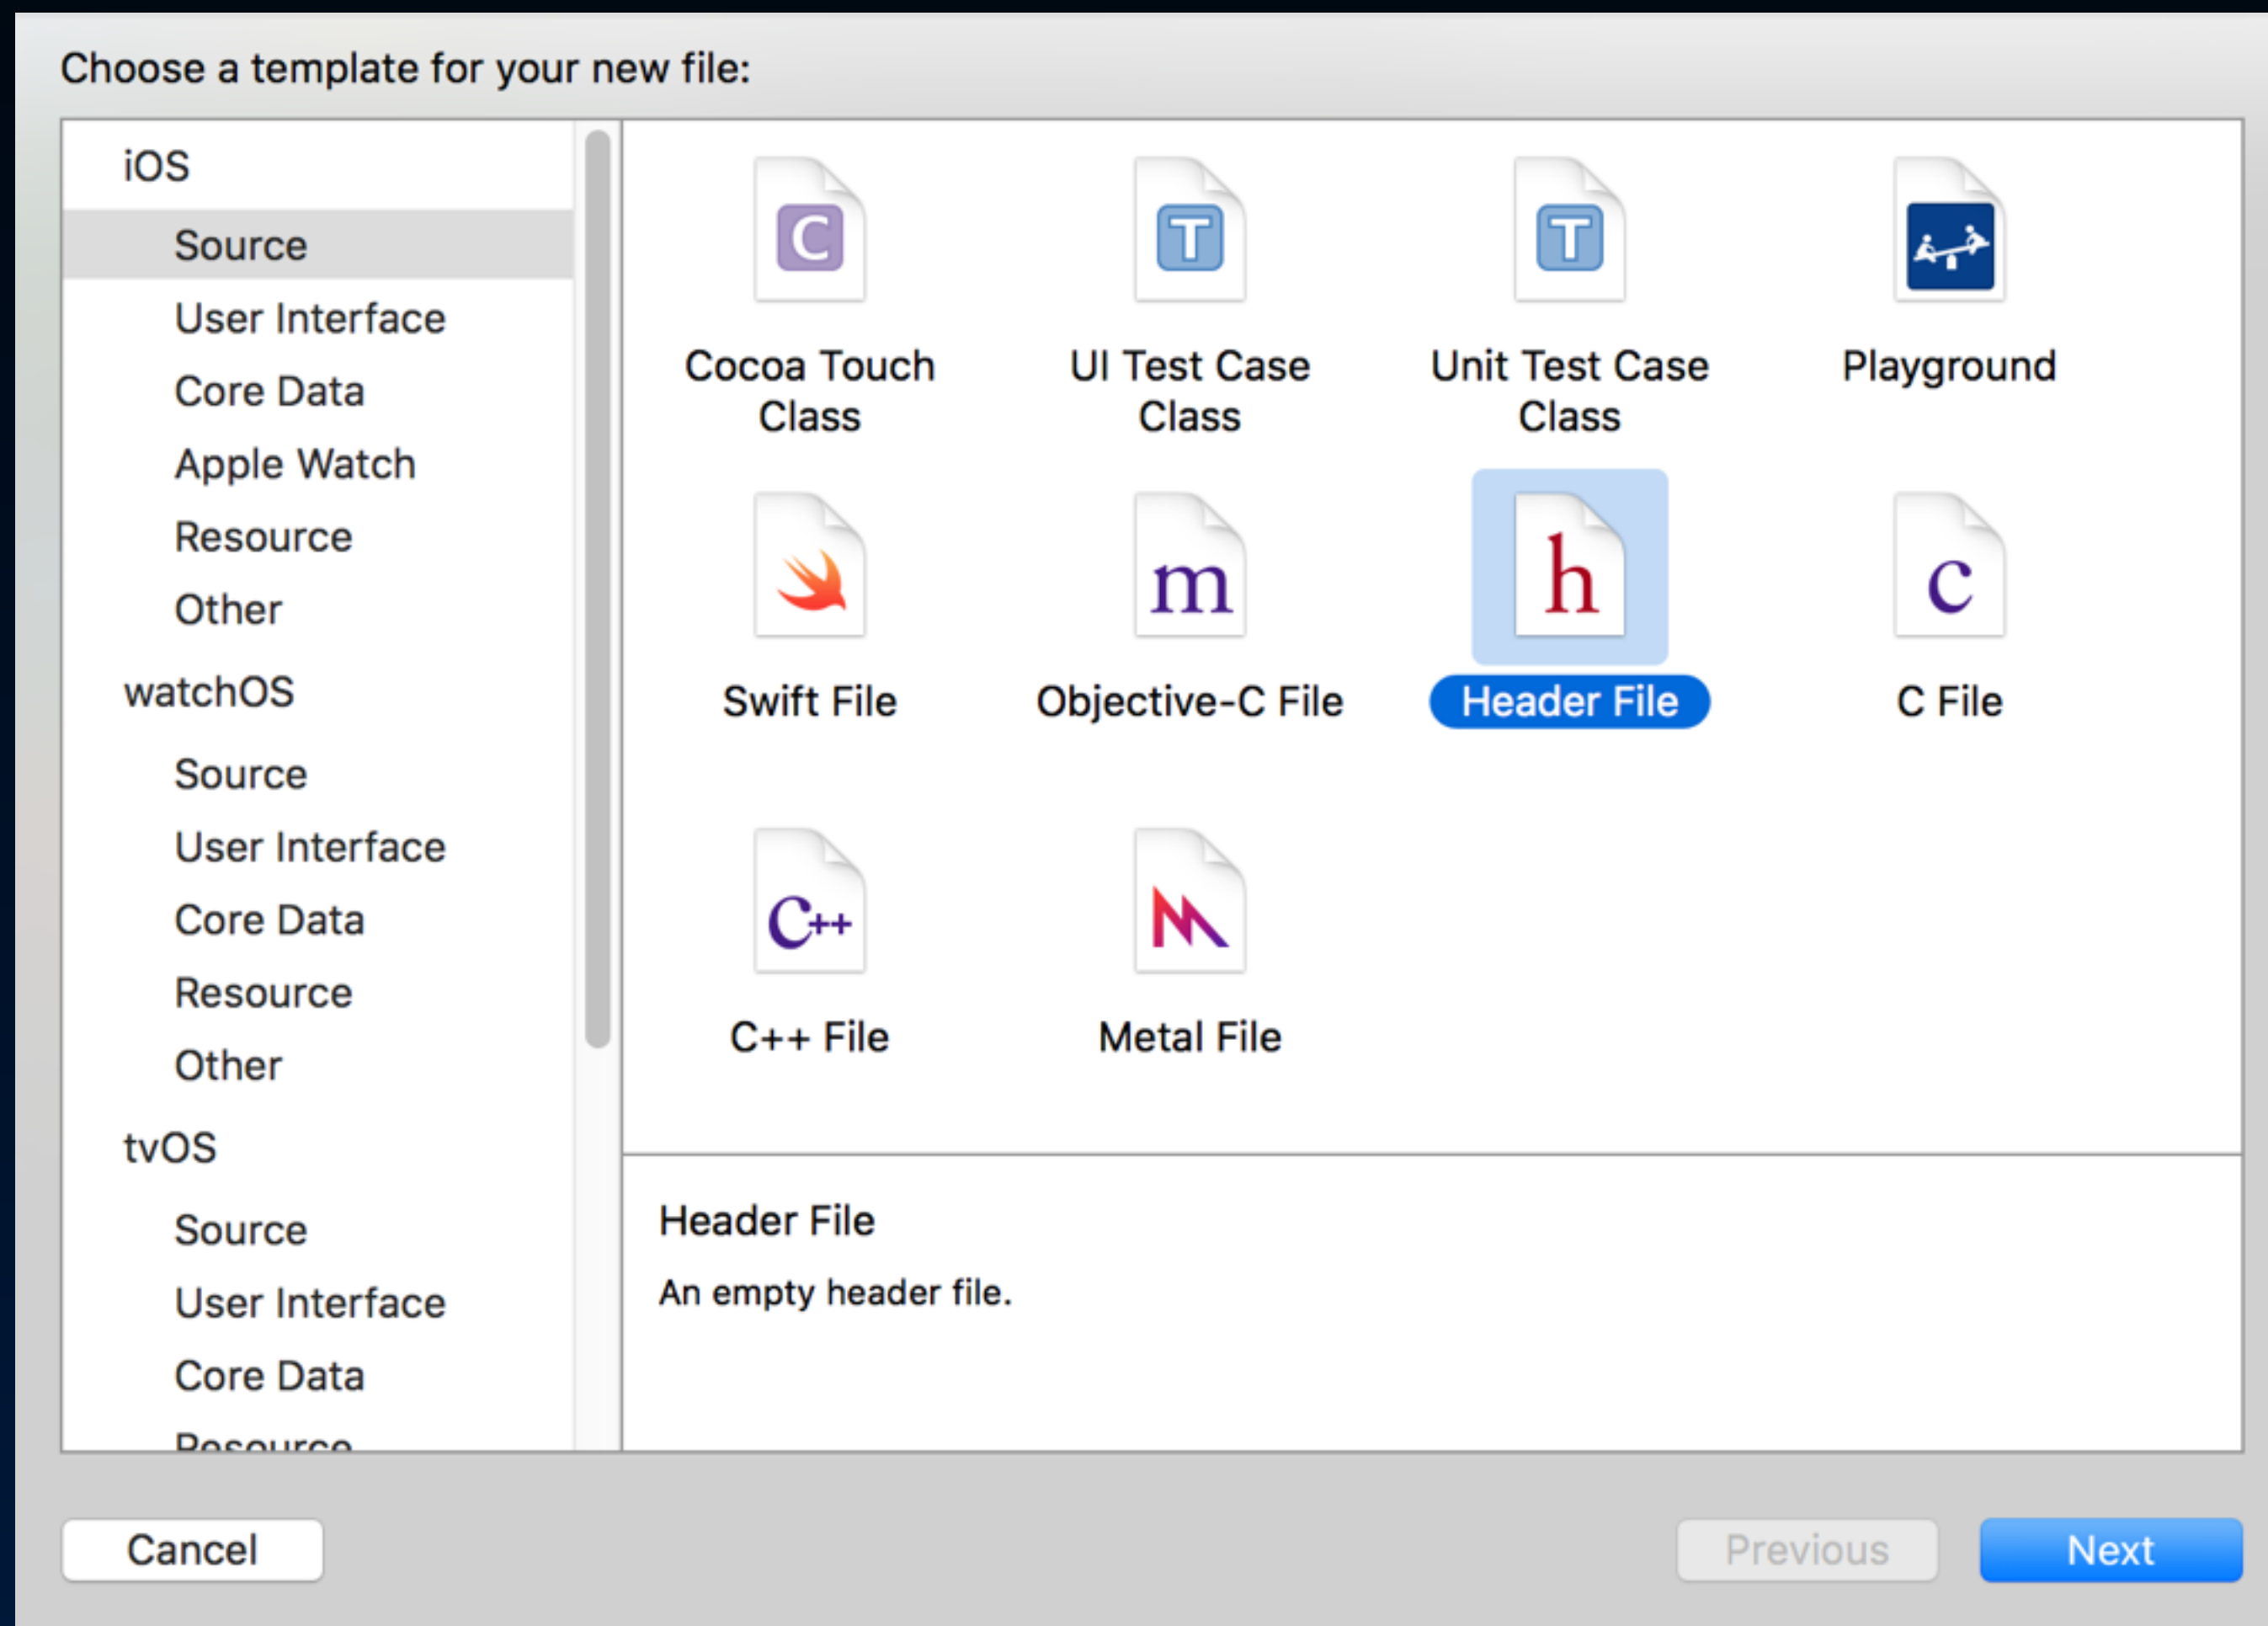 Choose a template for your new file:
iOS
Source
User Interface
Core Data
Apple Watch
Resource
Other
watchOS
Source
User Interface
Core Data
Resource
Other
tvOS
Source
User Interface
Core Data
Resource
C
T
T
Cocoa Touch
Class
UI Test Case
Class
Unit Test Case
Class
Playground
m
h
c
Swift File
Objective-C File
Header File
C File
C++
C++ File
Metal File
Header File
An empty header file.
Cancel
Previous
Next